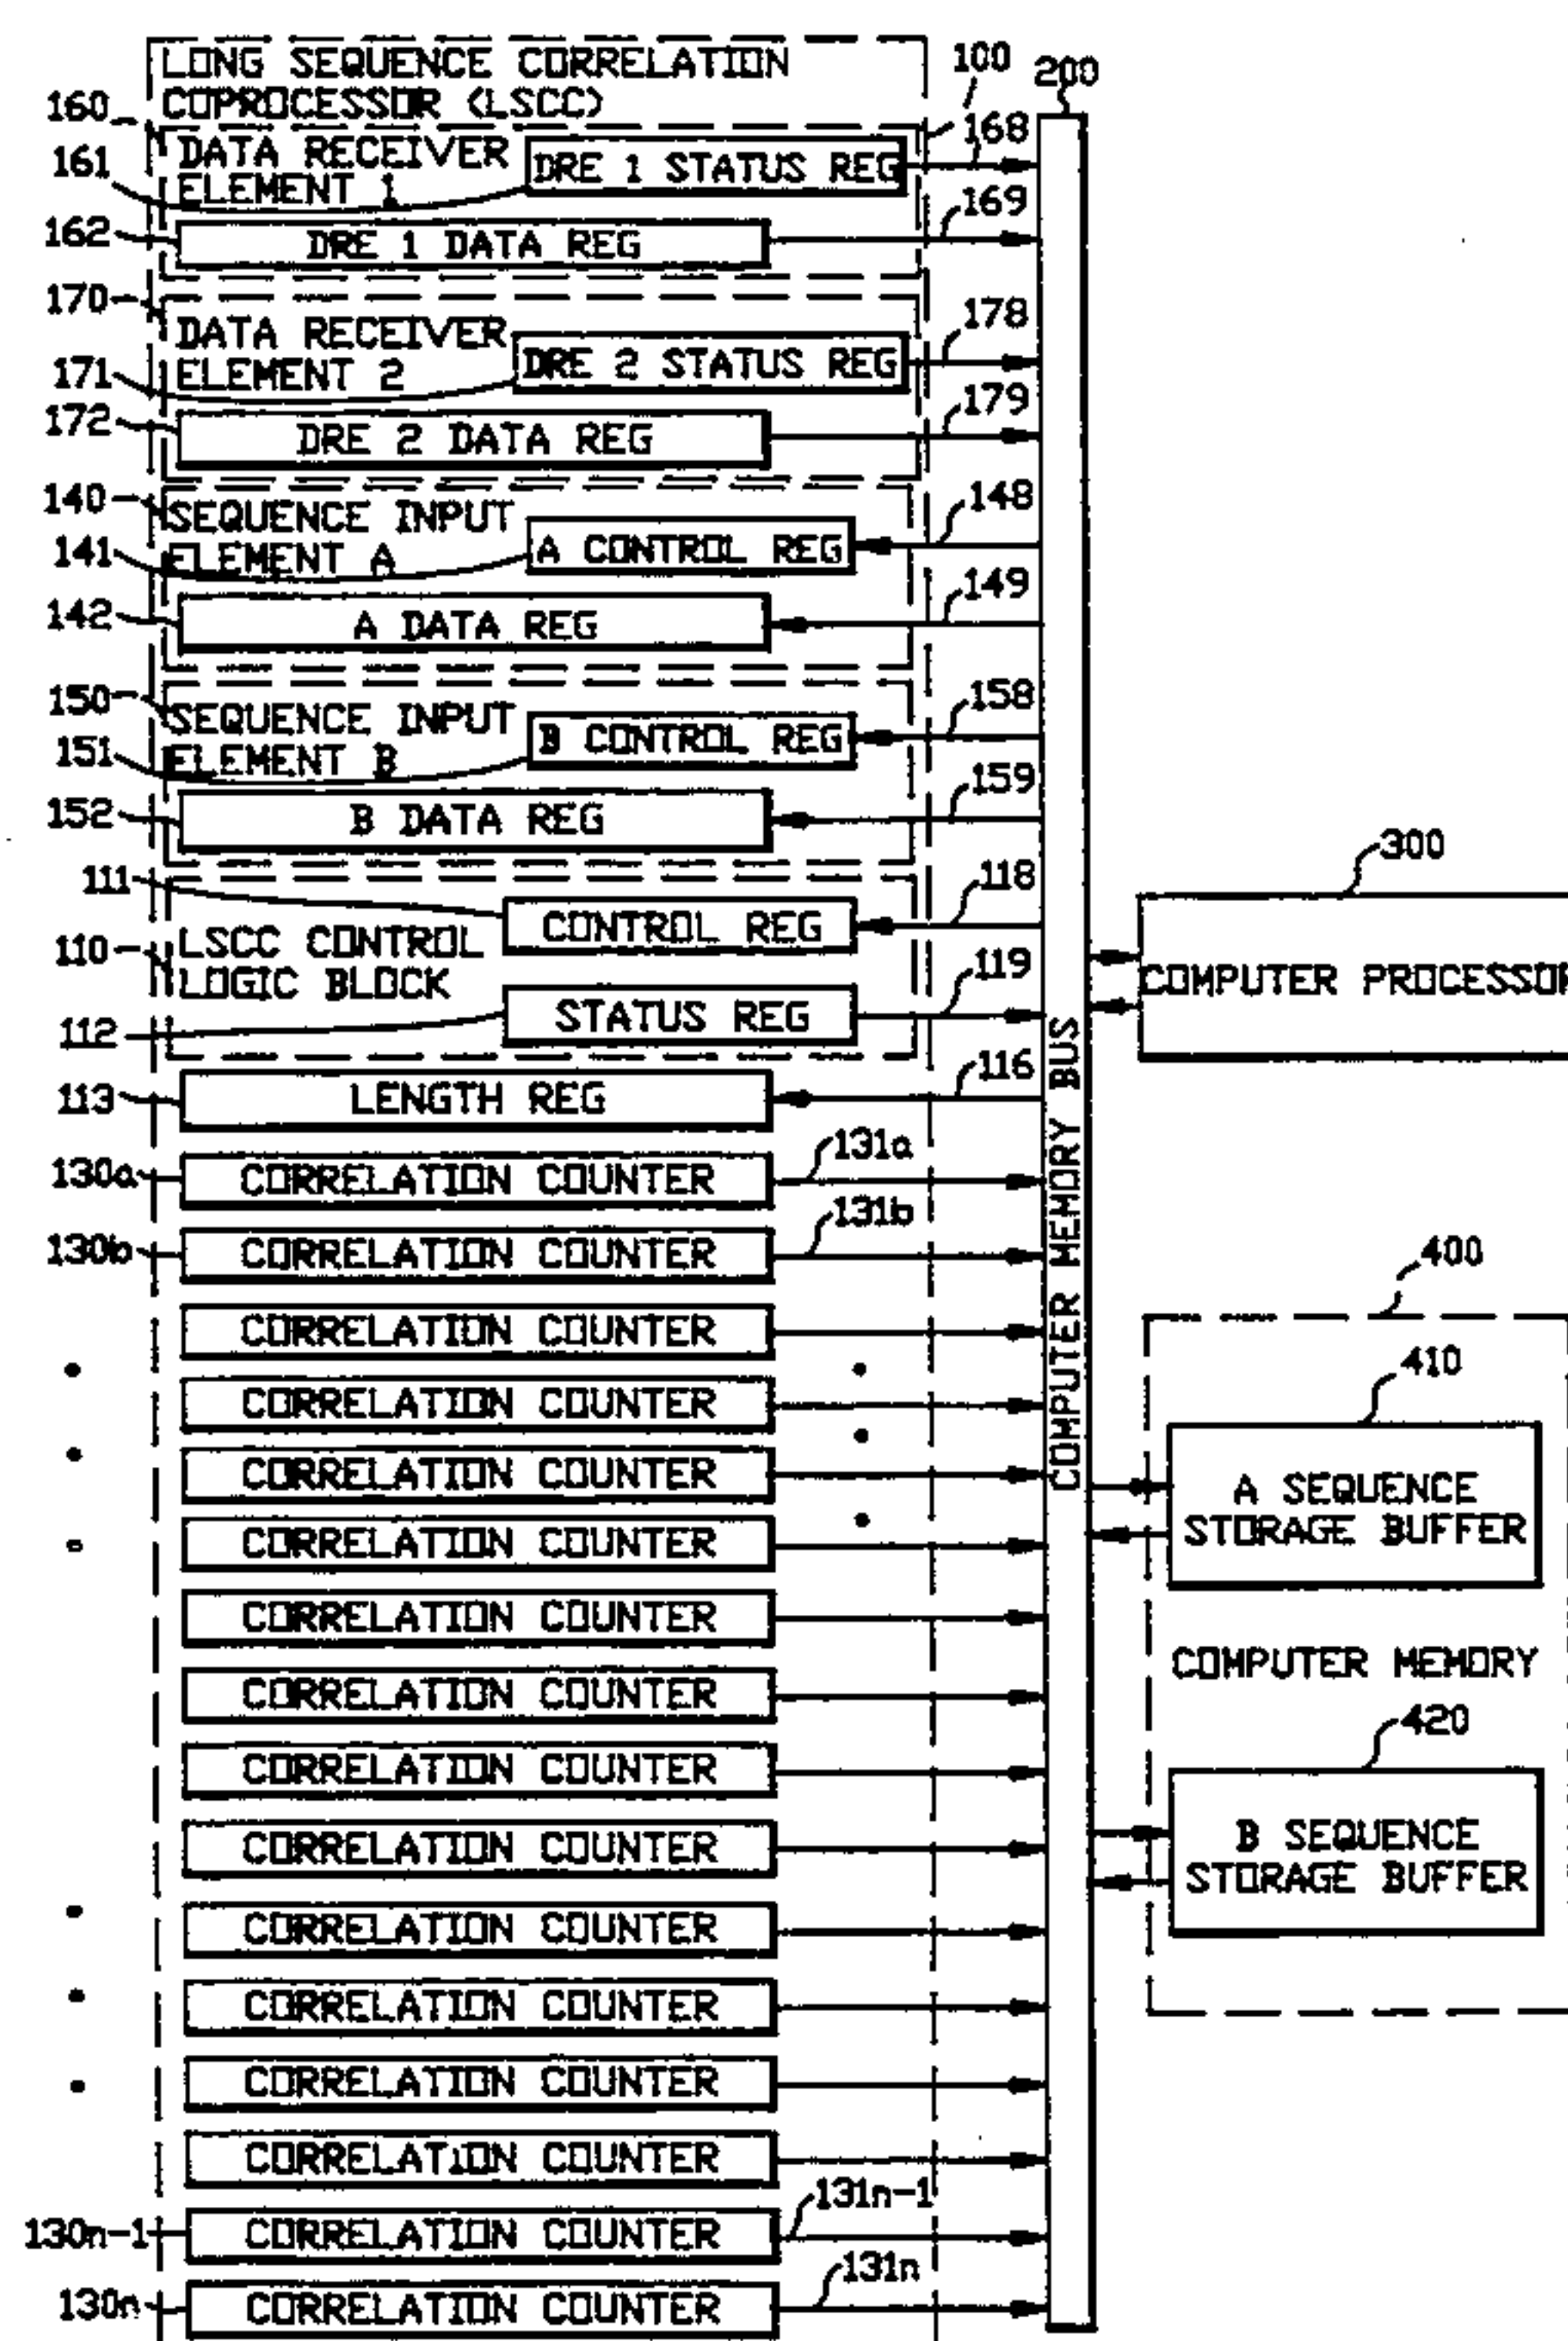 LONG SEQUENCE CORRELATION
COPROCESSOR (LSCC)
100
200
160
DATA RECEIVER
ELEMENT 1
DRE 1 STATUS REG
168
161
162
DRE 1 DATA REG
169
170
DATA RECEIVER
ELEMENT 2
DRE 2 STATUS REG
178
171
172
DRE 2 DATA REG
179
140
SEQUENCE INPUT
ELEMENT A
A CONTROL REG
148
141
142
A DATA REG
149
150
SEQUENCE INPUT
ELEMENT B
B CONTROL REG
158
151
152
B DATA REG
159
111
CONTROL REG
118
110
LSCC CONTROL
LOGIC BLOCK
112
STATUS REG
119
113
LENGTH REG
116
130a
CORRELATION COUNTER
131a
130b
CORRELATION COUNTER
131b
CORRELATION COUNTER
CORRELATION COUNTER
CORRELATION COUNTER
CORRELATION COUNTER
CORRELATION COUNTER
CORRELATION COUNTER
CORRELATION COUNTER
CORRELATION COUNTER
CORRELATION COUNTER
CORRELATION COUNTER
CORRELATION COUNTER
CORRELATION COUNTER
130n-1
CORRELATION COUNTER
131n-1
130n
CORRELATION COUNTER
131n
COMPUTER MEMORY BUS
300
COMPUTER PROCESSOR
400
410
A SEQUENCE
STORAGE BUFFER
COMPUTER MEMORY
420
B SEQUENCE
STORAGE BUFFER